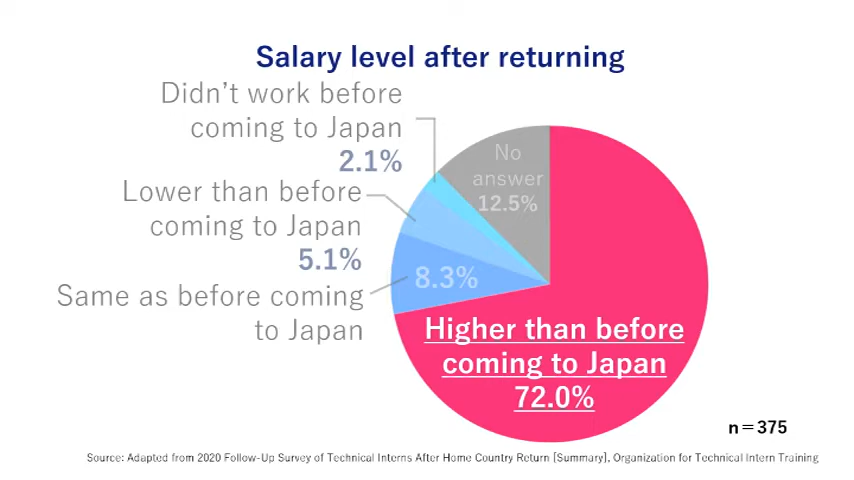 Salary level after returning
Didn’t work before
coming to Japan
2.1%
Lower than before
coming to Japan
5.1%
Same as before coming
to Japan
8.3%
No
answer
12.5%
Higher than before
coming to Japan
72.0%
n＝375
Source: Adapted from 2020 Follow-Up Survey of Technical Interns After Home Country Return [Summary], Organization for Technical Intern Training